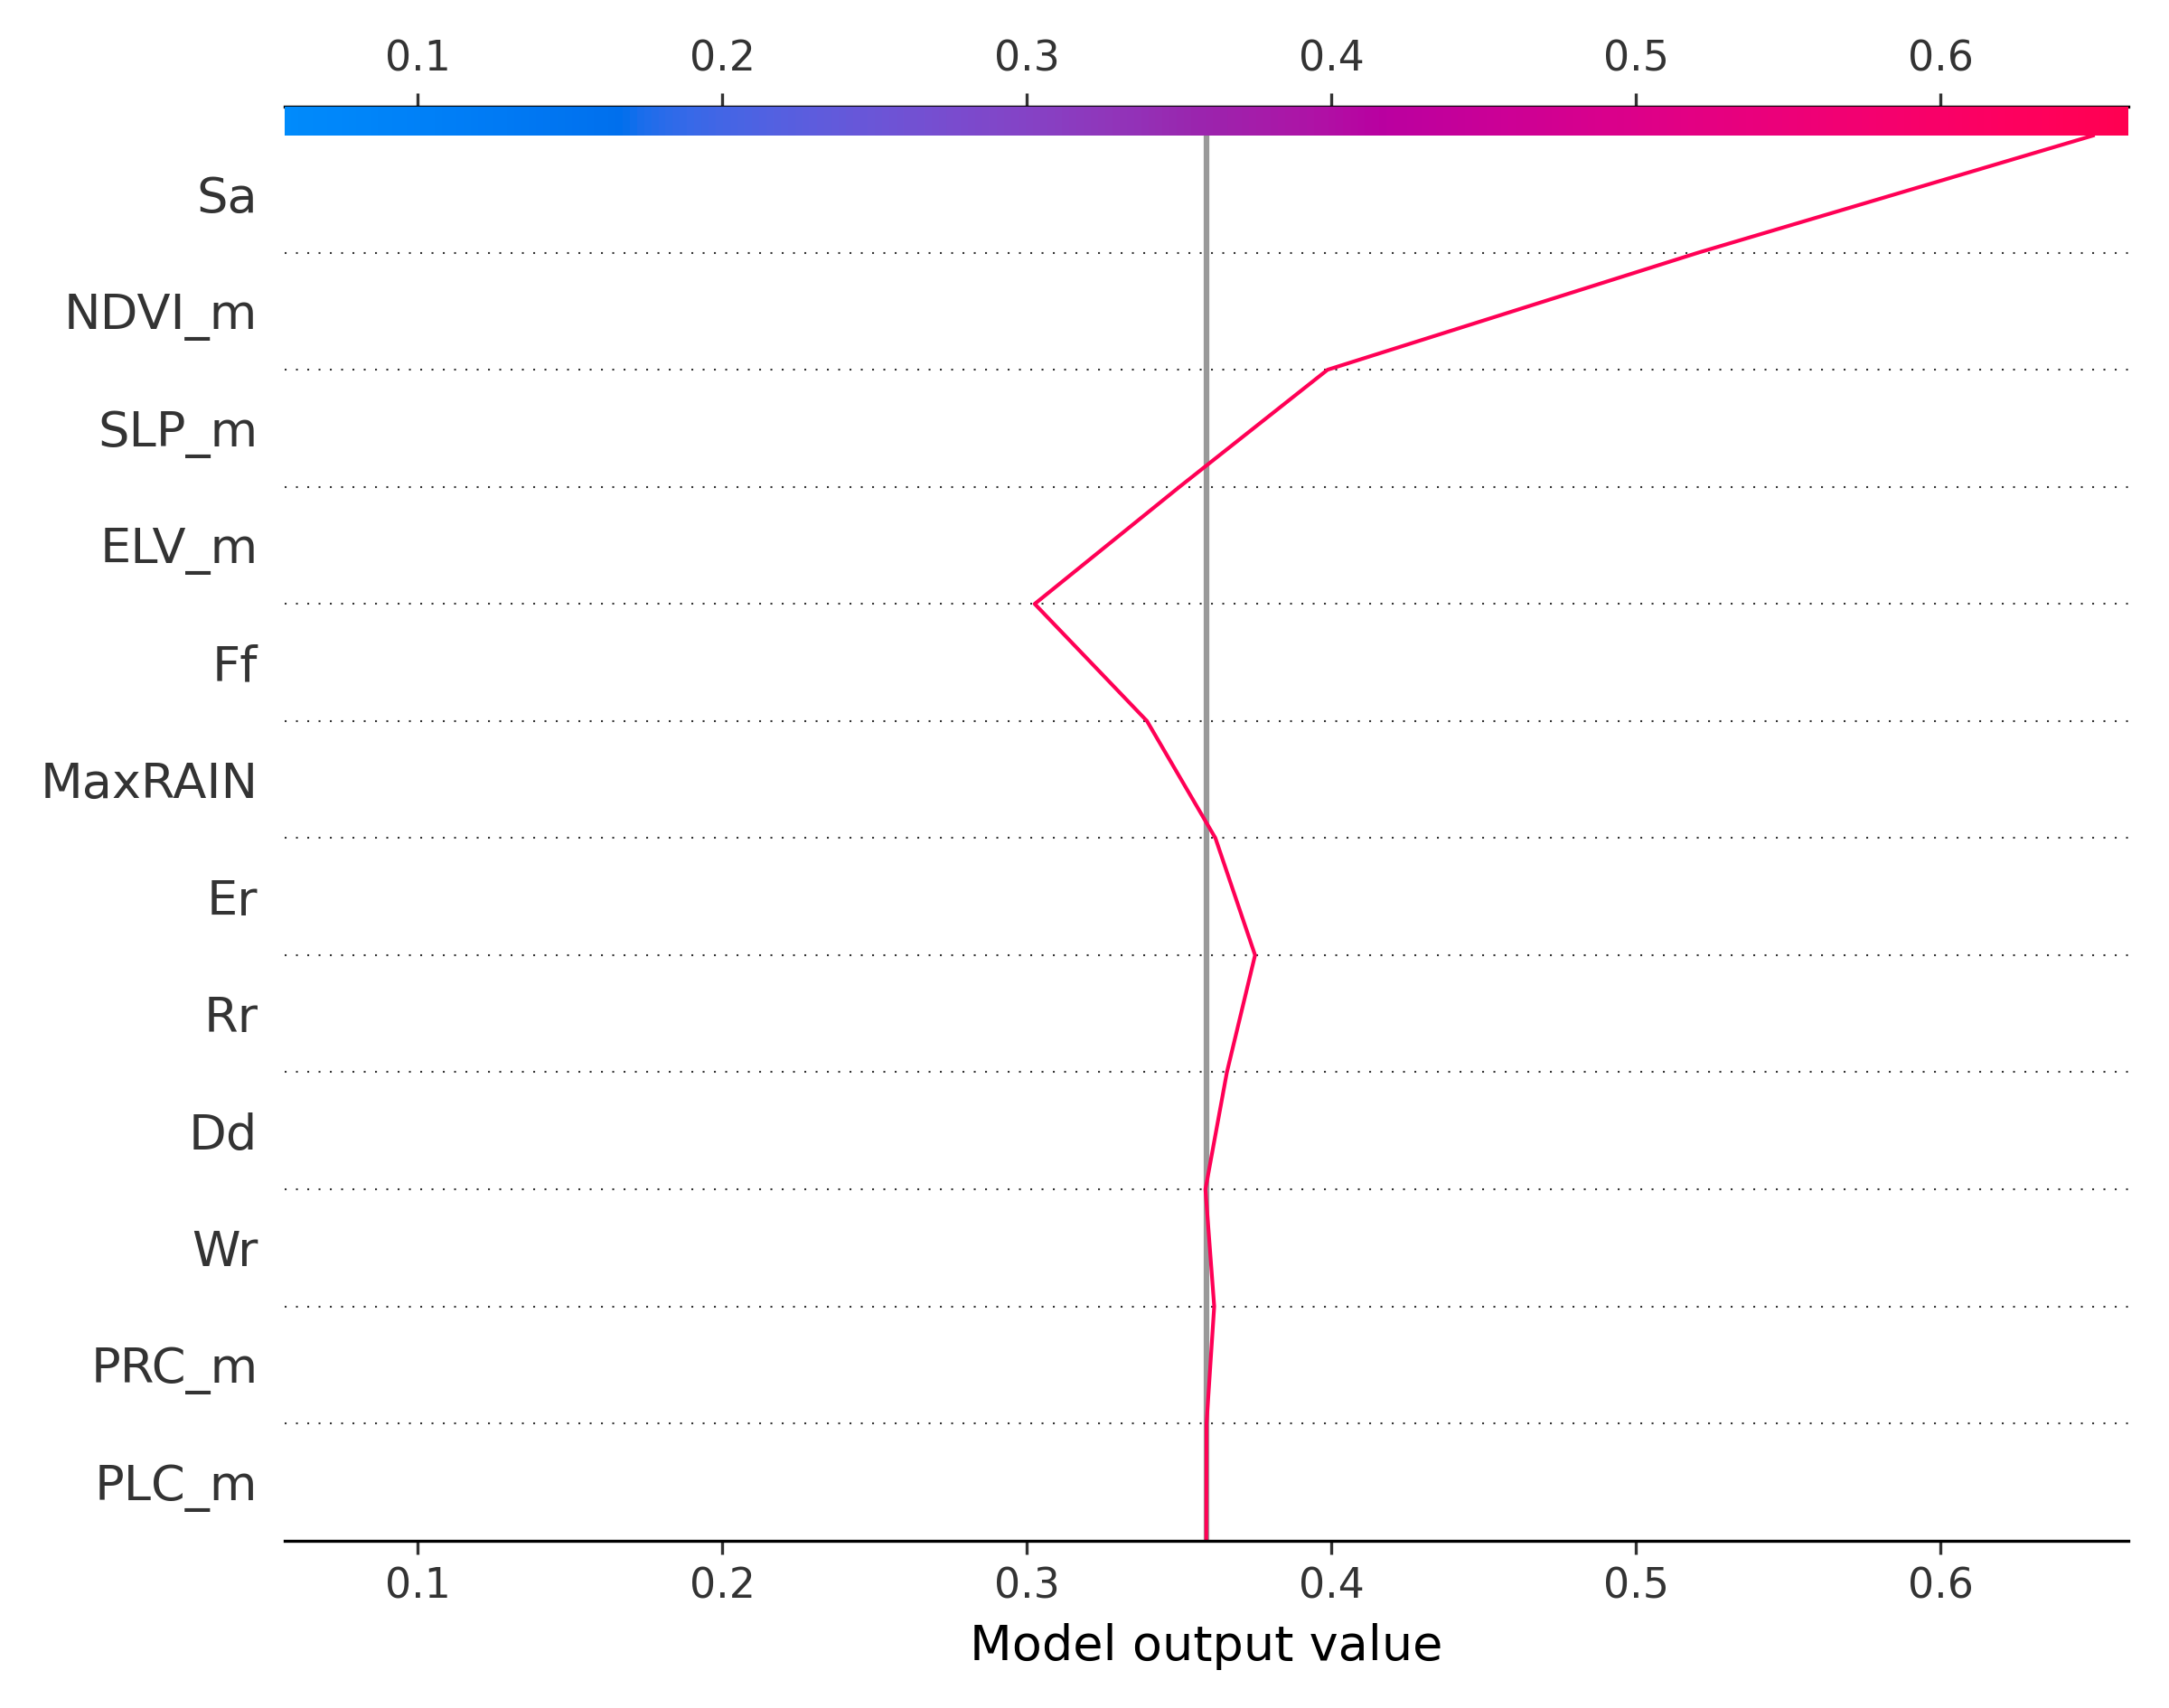 0.1 0.2 0.3 0.4 0.5 0.6
Sa
NDVI_m
SLP_m
ELV_m
Ff
MaxRAIN
Er
Rr
Dd
Wr
PRC_m
PLC_m
0.1 0.2 0.3 0.4 0.5 0.6
Model output value